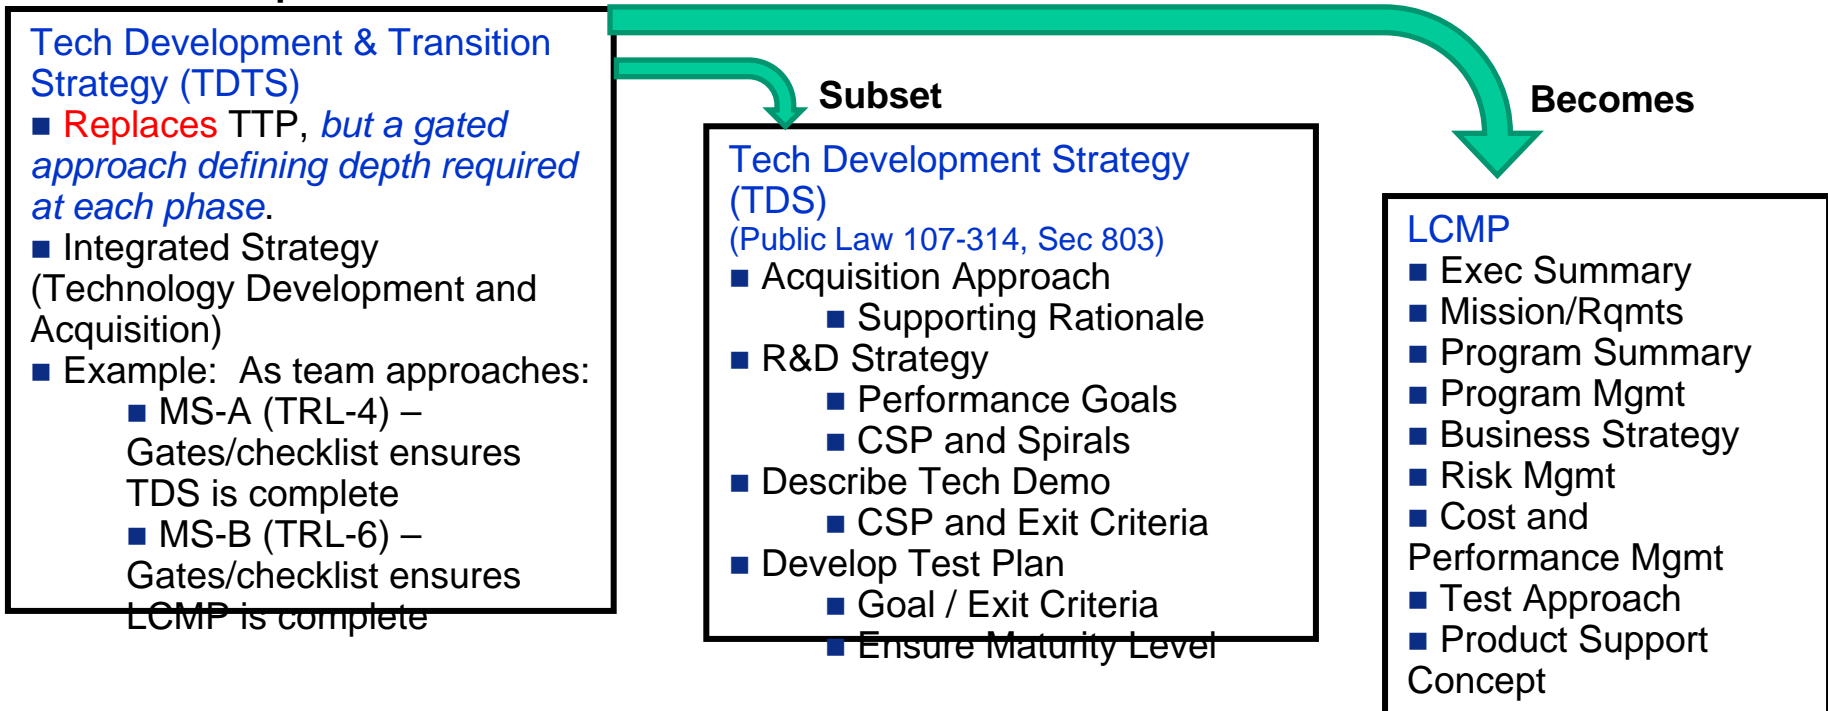 Tech Development & Transition
Strategy (TDTS)
■ Replaces TTP, but a gated
approach defining depth required
at each phase.
■ Integrated Strategy
(Technology Development and
Acquisition)
■ Example: As team approaches:
■ MS-A (TRL-4) –
Gates/checklist ensures
TDS is complete
■ MS-B (TRL-6) –
Gates/checklist ensures
LCMP is complete
Subset
Tech Development Strategy
(TDS)
(Public Law 107-314, Sec 803)
■ Acquisition Approach
■ Supporting Rationale
■ R&D Strategy
■ Performance Goals
■ CSP and Spirals
■ Describe Tech Demo
■ CSP and Exit Criteria
■ Develop Test Plan
■ Goal / Exit Criteria
■ Ensure Maturity Level
Becomes
LCMP
■ Exec Summary
■ Mission/Rqmts
■ Program Summary
■ Program Mgmt
■ Business Strategy
■ Risk Mgmt
■ Cost and
Performance Mgmt
■ Test Approach
■ Product Support
Concept